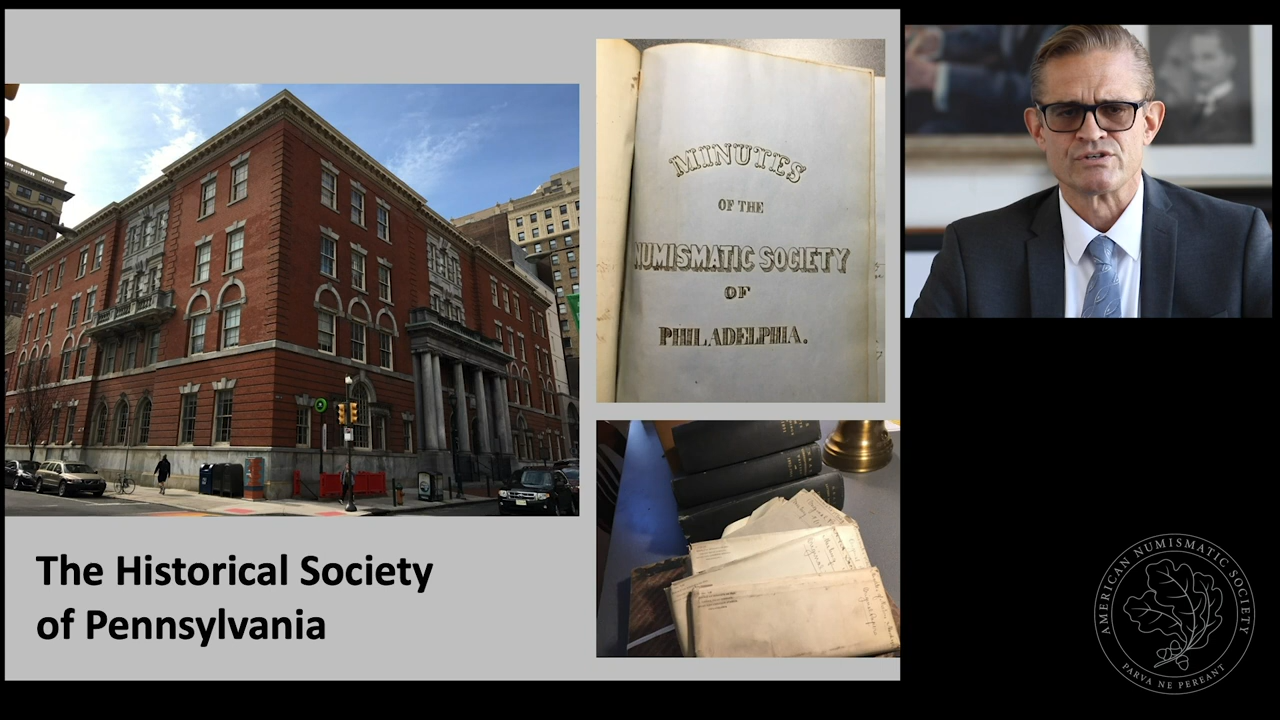 The Historical Society
of Pennsylvania
MINUTES
OF THE
NUMISMATIC SOCIETY
OF
PHILADELPHIA.
AMERICAN NUMISMATIC SOCIETY
PARVA NE PEREANT